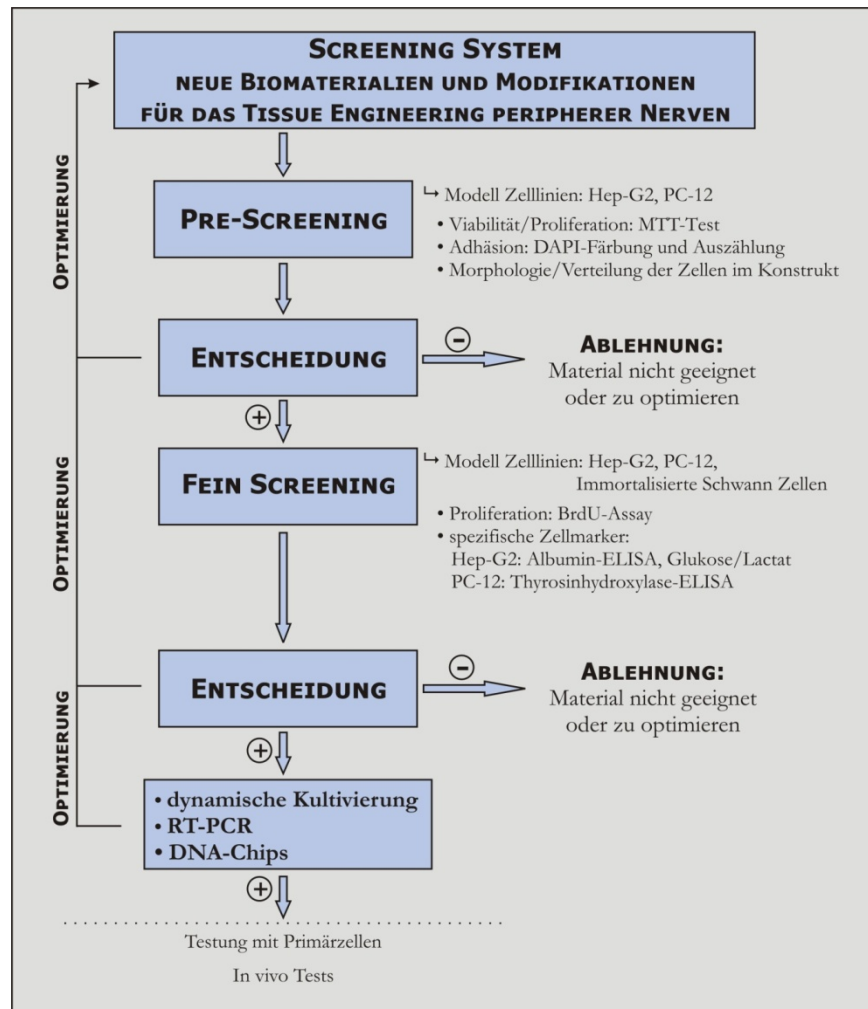 SCREENING SYSTEM
NEUE BIOMATERIALIEN UND MODIFIKATIONEN
FÜR DAS TISSUE ENGINEERING PERIPHERER NERVEN
OPTIMIERUNG
PRE-SCREENING
↳ Modell Zelllinien: Hep-G2, PC-12
• Viabilität/Proliferation: MTT-Test
• Adhäsion: DAPI-Färbung und Auszählung
• Morphologie/Verteilung der Zellen im Konstrukt
ENTSCHEIDUNG
−
ABLEHNUNG:
Material nicht geeignet
oder zu optimieren
+
OPTIMIERUNG
FEIN SCREENING
↳ Modell Zelllinien: Hep-G2, PC-12,
Immortalisierte Schwann Zellen
• Proliferation: BrdU-Assay
• spezifische Zellmarker:
Hep-G2: Albumin-ELISA, Glukose/Lactat
PC-12: Thyrosinhydroxylase-ELISA
ENTSCHEIDUNG
−
ABLEHNUNG:
Material nicht geeignet
oder zu optimieren
+
OPTIMIERUNG
• dynamische Kultivierung
• RT-PCR
• DNA-Chips
+
Testung mit Primärzellen
In vivo Tests